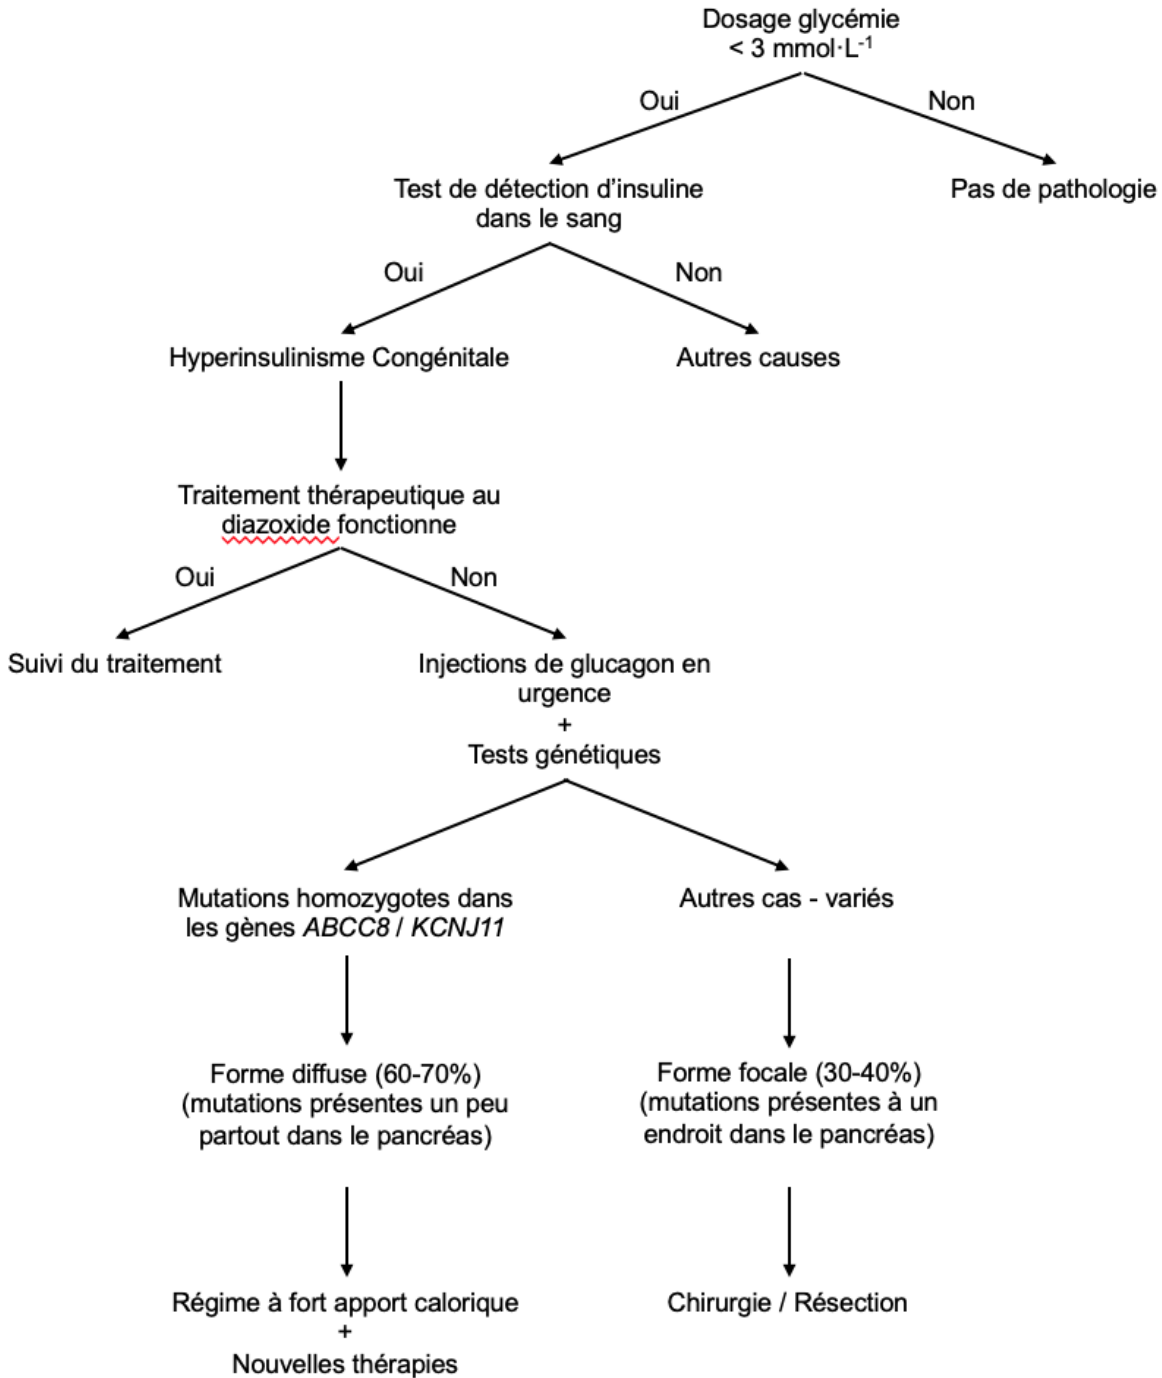 Dosage glycémie
< 3 mmol·L⁻¹
Oui
Non
Test de détection d'insuline
dans le sang
Pas de pathologie
Oui
Non
Hyperinsulinisme Congénitale
Autres causes
Traitement thérapeutique au
diazoxide fonctionne
Oui
Non
Suivi du traitement
Injections de glucagon en
urgence
+
Tests génétiques
Mutations homozygotes dans
les gènes ABCC8 / KCNJ11
Autres cas - variés
Forme diffuse (60-70%)
(mutations présentes un peu
partout dans le pancréas)
Forme focale (30-40%)
(mutations présentes à un
endroit dans le pancréas)
Régime à fort apport calorique
+
Nouvelles thérapies
Chirurgie / Résection